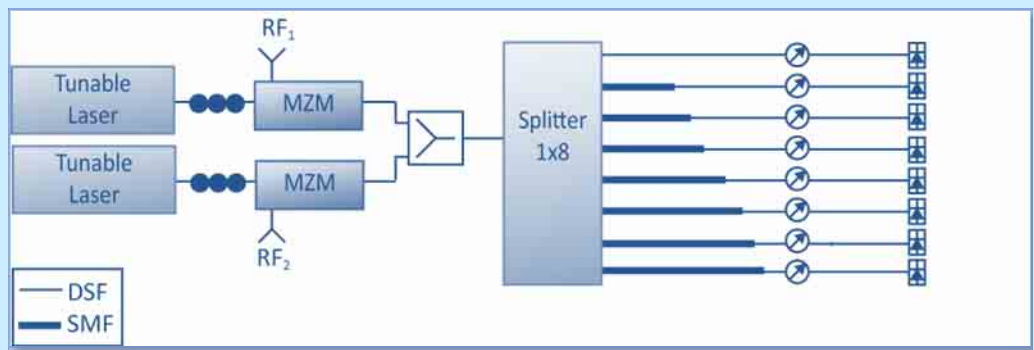 RF₁
Tunable
Laser
MZM
Tunable
Laser
MZM
RF₂
Splitter
1x8
DSF
SMF